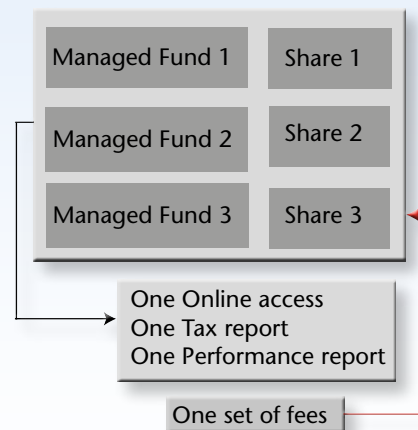 Managed Fund 1
Share 1
Managed Fund 2
Share 2
Managed Fund 3
Share 3
One Online access
One Tax report
One Performance report
One set of fees